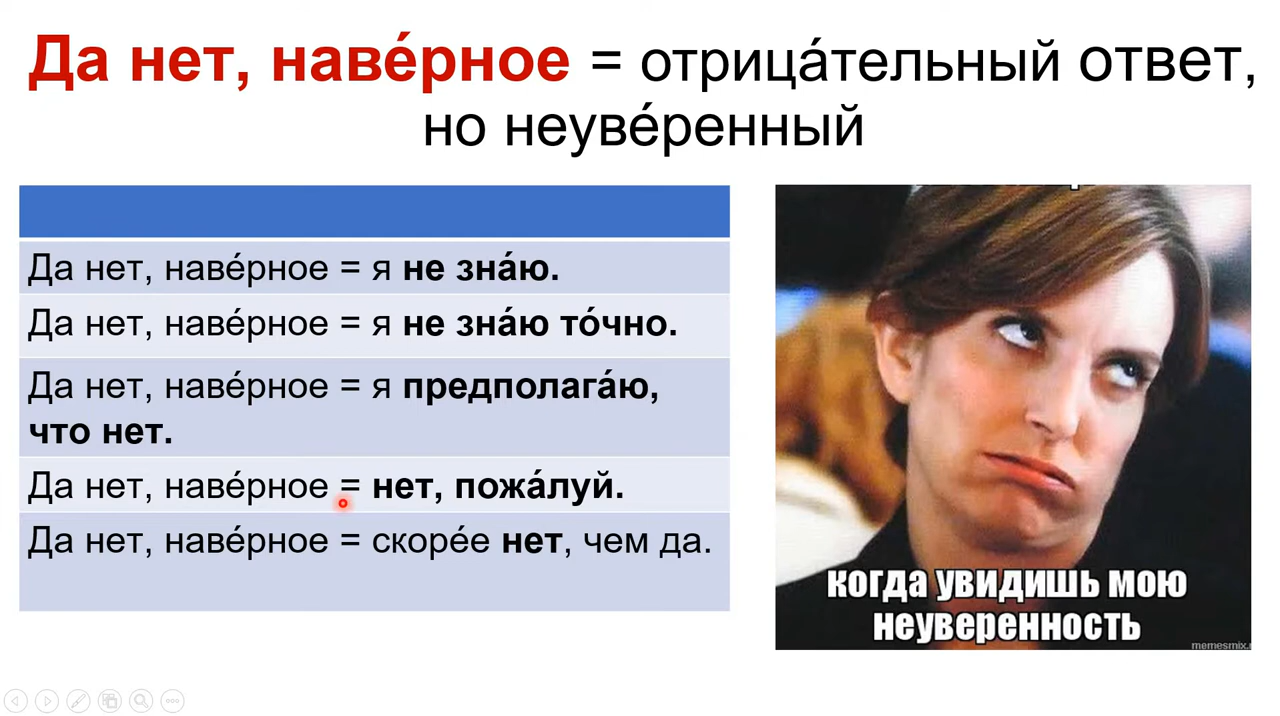 Да нет, наве́рное = отрица́тельный ответ,
но неуве́ренный
Да нет, наве́рное = я не зна́ю.
Да нет, наве́рное = я не зна́ю то́чно.
Да нет, наве́рное = я предполага́ю,
что нет.
Да нет, наве́рное = нет, пожа́луй.
Да нет, наве́рное = скоре́е нет, чем да.
когда увидишь мою
неуверенность